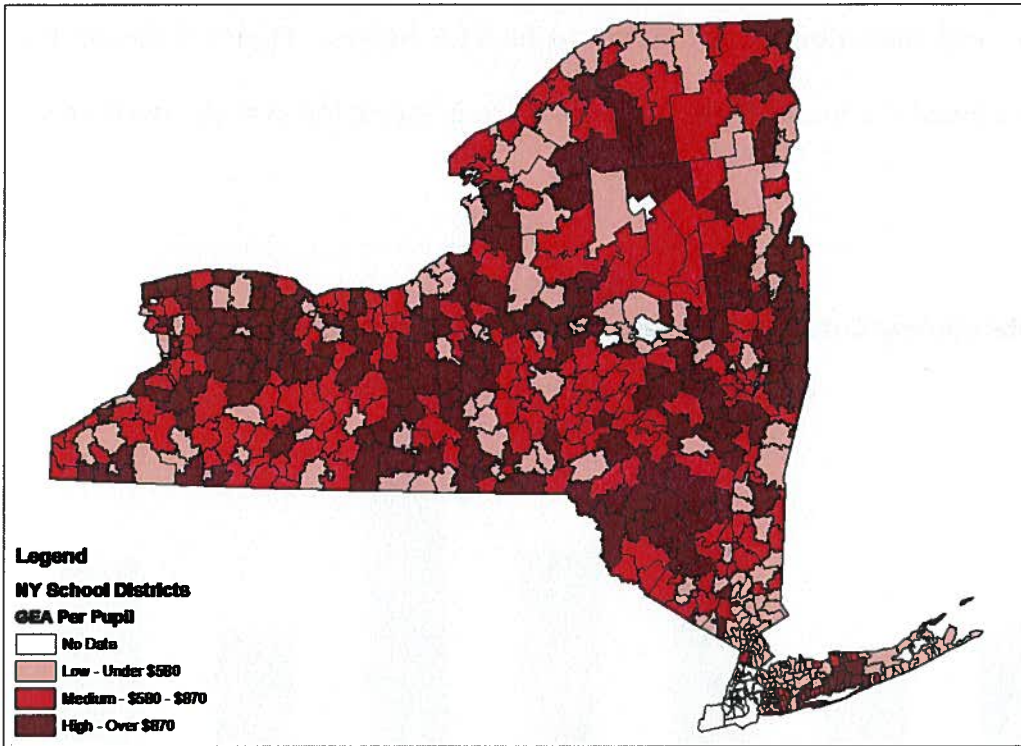 Legend
NY School Districts
GEA Per Pupil
No Data
Low - Under $580
Medium - $580 - $870
High - Over $870